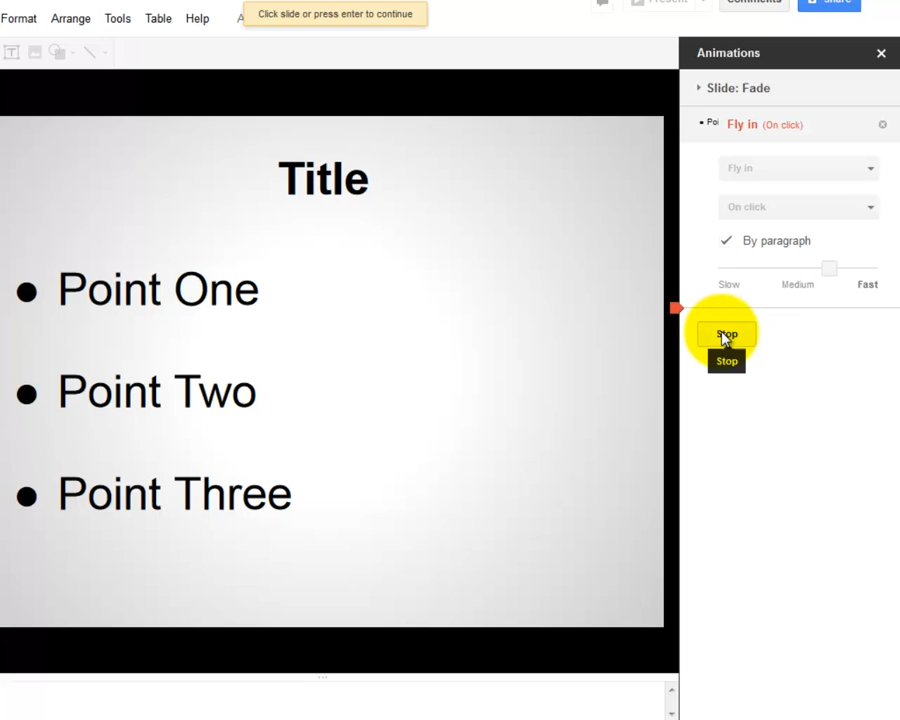 Format Arrange Tools Table Help
Click slide or press enter to continue
Present
Comments
Share
Animations
Slide: Fade
Poi
Fly in (On click)
Fly in
On click
By paragraph
Slow Medium Fast
Stop
Stop
Title
● Point One
● Point Two
● Point Three